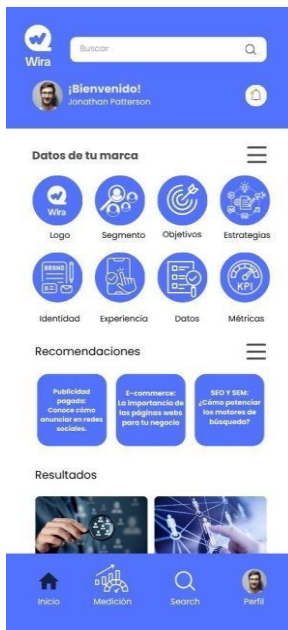 Wira
Buscar
¡Bienvenido!
Jonathan Patterson
Datos de tu marca
Wira
Logo
Segmento
Objetivos
Estrategias
BRAND
KPI
Identidad
Experiencia
Datos
Métricas
Recomendaciones
Publicidad
pagada:
Conoce cómo
anunciar en redes
sociales.
E-commerce:
La importancia de
las páginas webs
para tu negocio
SEO Y SEM:
¿Cómo potenciar
los motores de
búsqueda?
Resultados
Inicio
Medición
Search
Perfil